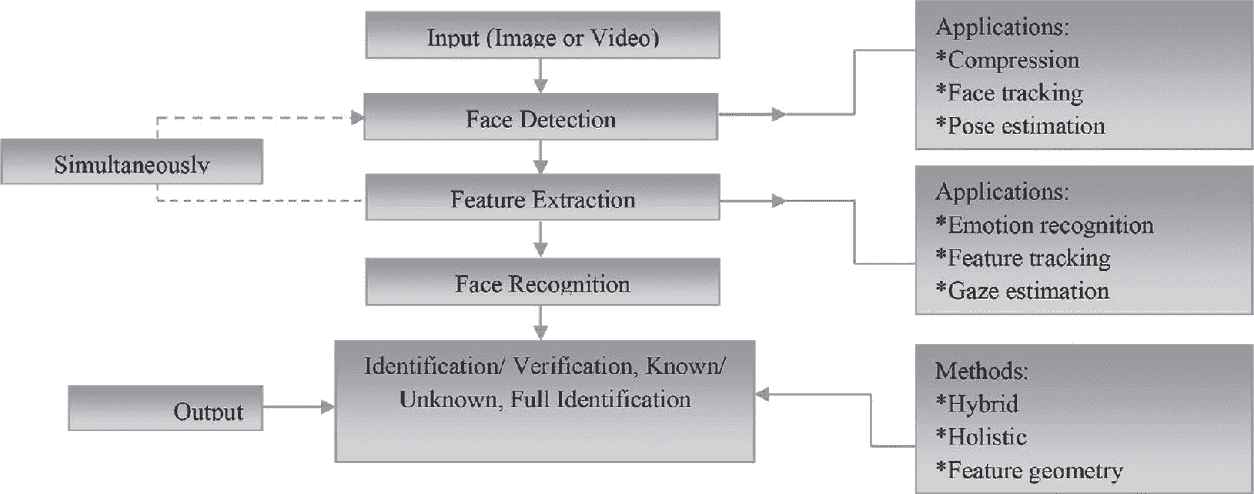 Input (Image or Video)
Face Detection
Simultaneously
Feature Extraction
Face Recognition
Identification/ Verification, Known/
Unknown, Full Identification
Output
Applications:
*Compression
*Face tracking
*Pose estimation
Applications:
*Emotion recognition
*Feature tracking
*Gaze estimation
Methods:
*Hybrid
*Holistic
*Feature geometry